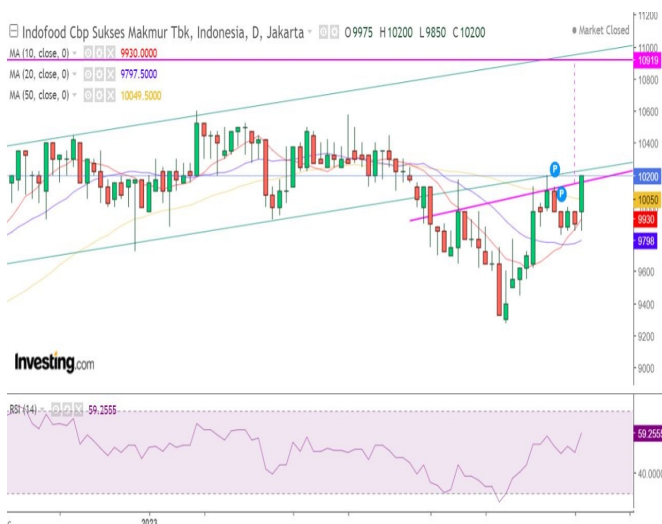 Indofood Cbp Sukses Makmur Tbk, Indonesia, D, Jakarta O9975 H10200 L9850 C10200
Market Closed
MA (10, close, 0) 9930.0000
MA (20, close, 0) 9797.5000
MA (50, close, 0) 10049.5000
11200
11000
10919
10800
10600
10400
10200
10050
9930
9798
9600
9400
9200
9000
P
P
Investing.com
RSI (14) 59.2555
59.2555
40.0000
2023